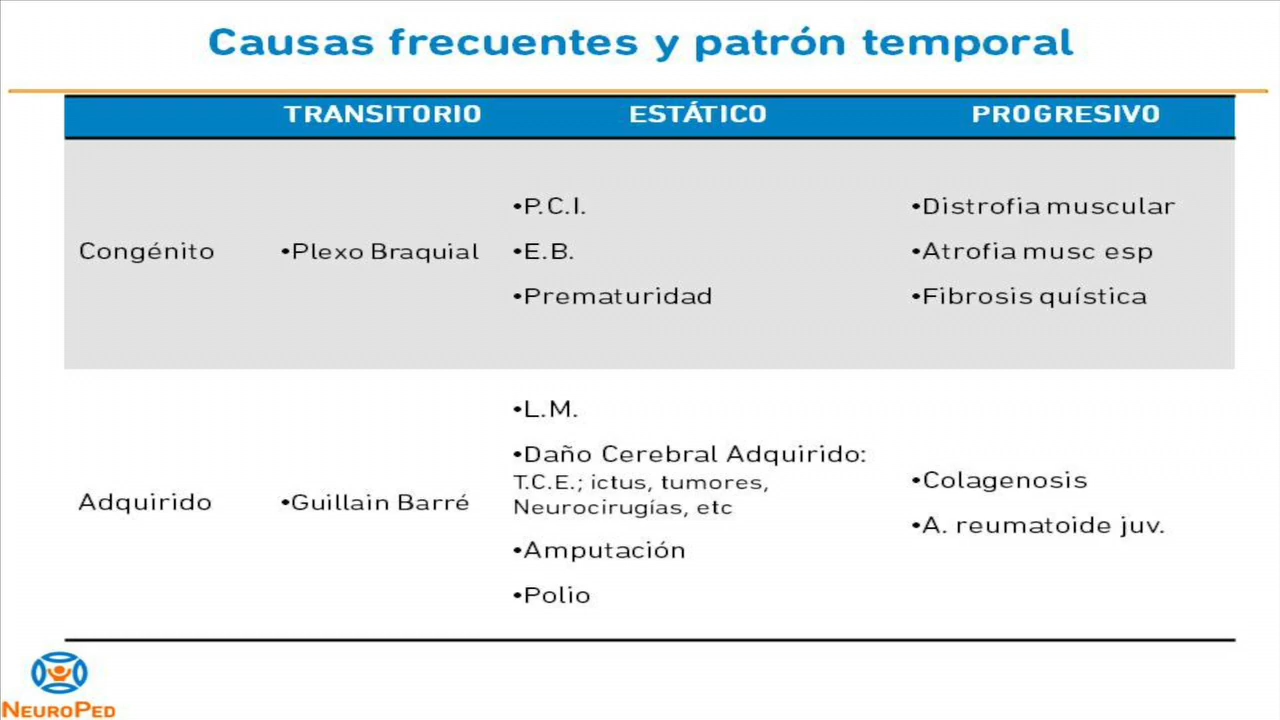 Causas frecuentes y patrón temporal
TRANSITORIO ESTÁTICO PROGRESIVO
Congénito
•Plexo Braquial
•P.C.I.
•E.B.
•Prematuridad
•Distrofia muscular
•Atrofia musc esp
•Fibrosis quística
Adquirido
•Guillain Barré
•L.M.
•Daño Cerebral Adquirido:
T.C.E.; ictus, tumores,
Neurocirugías, etc
•Amputación
•Polio
•Colagenosis
•A. reumatoide juv.
NEUROPED